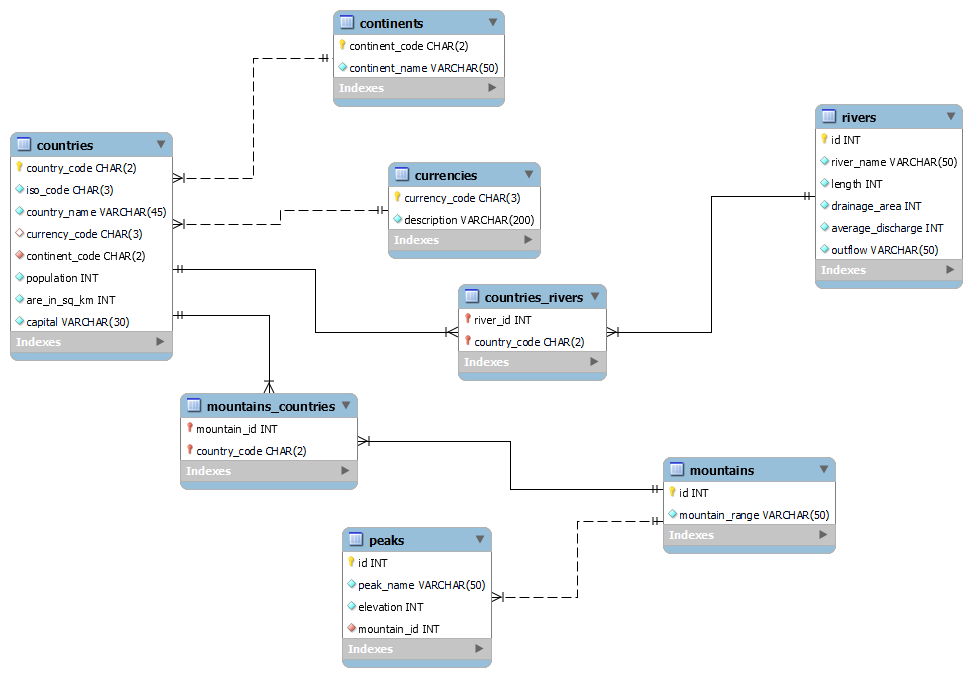 continents
continent_code CHAR(2)
continent_name VARCHAR(50)
Indexes
countries
country_code CHAR(2)
iso_code CHAR(3)
country_name VARCHAR(45)
currency_code CHAR(3)
continent_code CHAR(2)
population INT
are_in_sq_km INT
capital VARCHAR(30)
Indexes
currencies
currency_code CHAR(3)
description VARCHAR(200)
Indexes
rivers
id INT
river_name VARCHAR(50)
length INT
drainage_area INT
average_discharge INT
outflow VARCHAR(50)
Indexes
countries_rivers
river_id INT
country_code CHAR(2)
Indexes
mountains_countries
mountain_id INT
country_code CHAR(2)
Indexes
mountains
id INT
mountain_range VARCHAR(50)
Indexes
peaks
id INT
peak_name VARCHAR(50)
elevation INT
mountain_id INT
Indexes